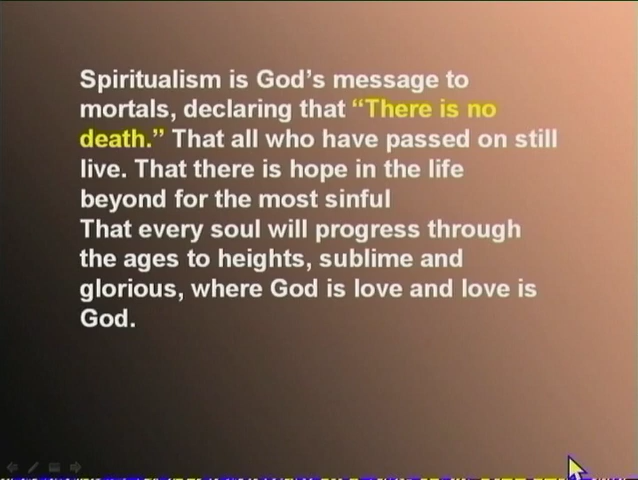 Spiritualism is God’s message to
mortals, declaring that “There is no
death.” That all who have passed on still
live. That there is hope in the life
beyond for the most sinful
That every soul will progress through
the ages to heights, sublime and
glorious, where God is love and love is
God.